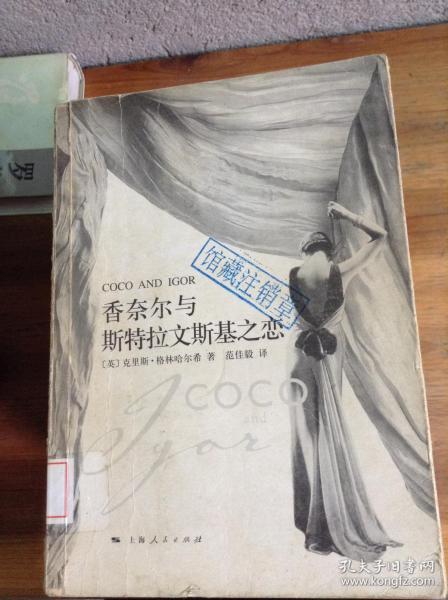 COCO AND IGOR
香奈尔与
斯特拉文斯基之恋
［英］克里斯·格林哈尔希 著 范佳毅 译
馆藏注销章
COCO
and
Igor
上海人民出版社
罗
孔夫子旧书网
www.kongfz.com